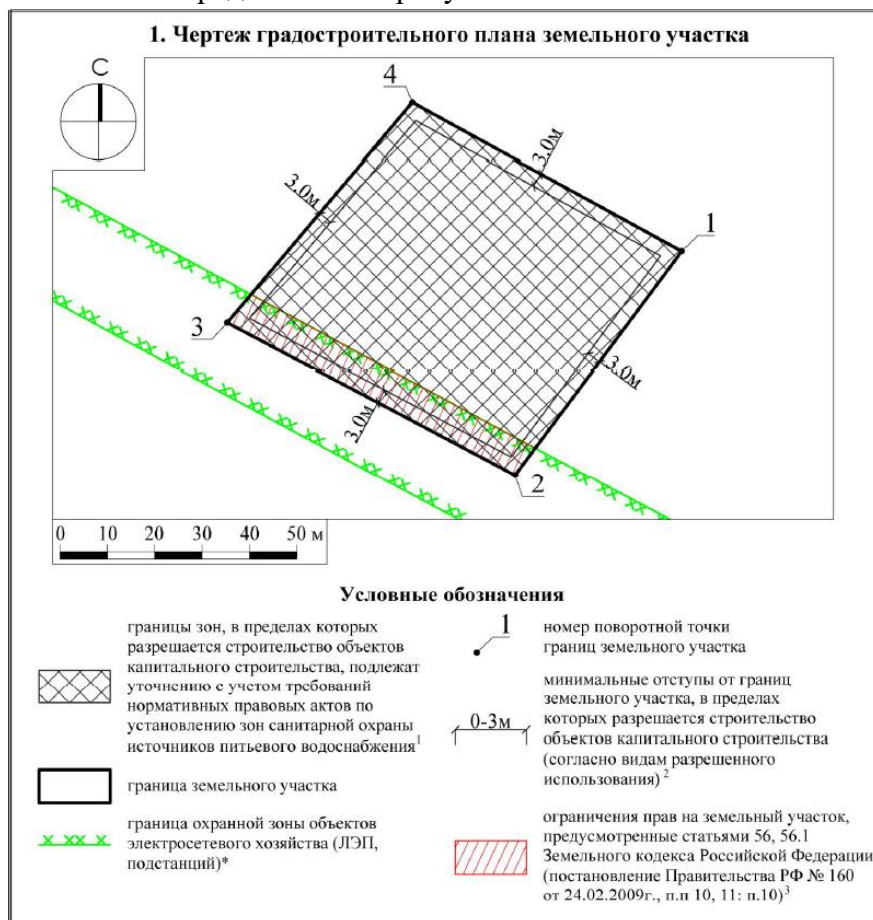 1. Чертеж градостроительного плана земельного участка
С
4
3.0м
1
3.0м
3
3.0м
3.0м
2
0 10 20 30 40 50 м
Условные обозначения
границы зон, в пределах которых
разрешается строительство объектов
капитального строительства, подлежат
уточнению с учетом требований
нормативных правовых актов по
установлению зон санитарной охраны
источников питьевого водоснабжения¹
граница земельного участка
граница охранной зоны объектов
электросетевого хозяйства (ЛЭП,
подстанций)*
1
номер поворотной точки
границ земельного участка
0-3м
минимальные отступы от границ
земельного участка, в пределах
которых разрешается строительство
объектов капитального строительства
(согласно видам разрешенного
использования)²
ограничения прав на земельный участок,
предусмотренные статьями 56, 56.1
Земельного кодекса Российской Федерации
(постановление Правительства РФ № 160
от 24.02.2009г., п.п 10, 11: п.10)³